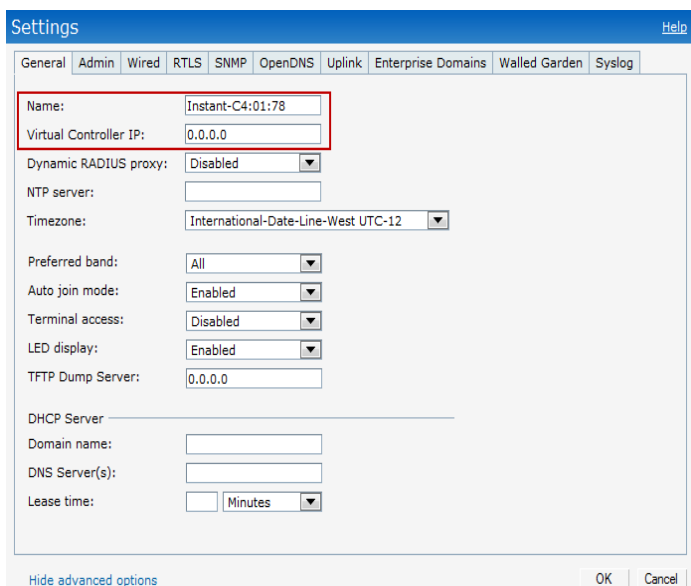 Settings Help
General Admin Wired RTLS SNMP OpenDNS Uplink Enterprise Domains Walled Garden Syslog
Name: Instant-C4:01:78
Virtual Controller IP: 0.0.0.0
Dynamic RADIUS proxy: Disabled
NTP server:
Timezone: International-Date-Line-West UTC-12
Preferred band: All
Auto join mode: Enabled
Terminal access: Disabled
LED display: Enabled
TFTP Dump Server: 0.0.0.0
DHCP Server
Domain name:
DNS Server(s):
Lease time: Minutes
Hide advanced options OK Cancel